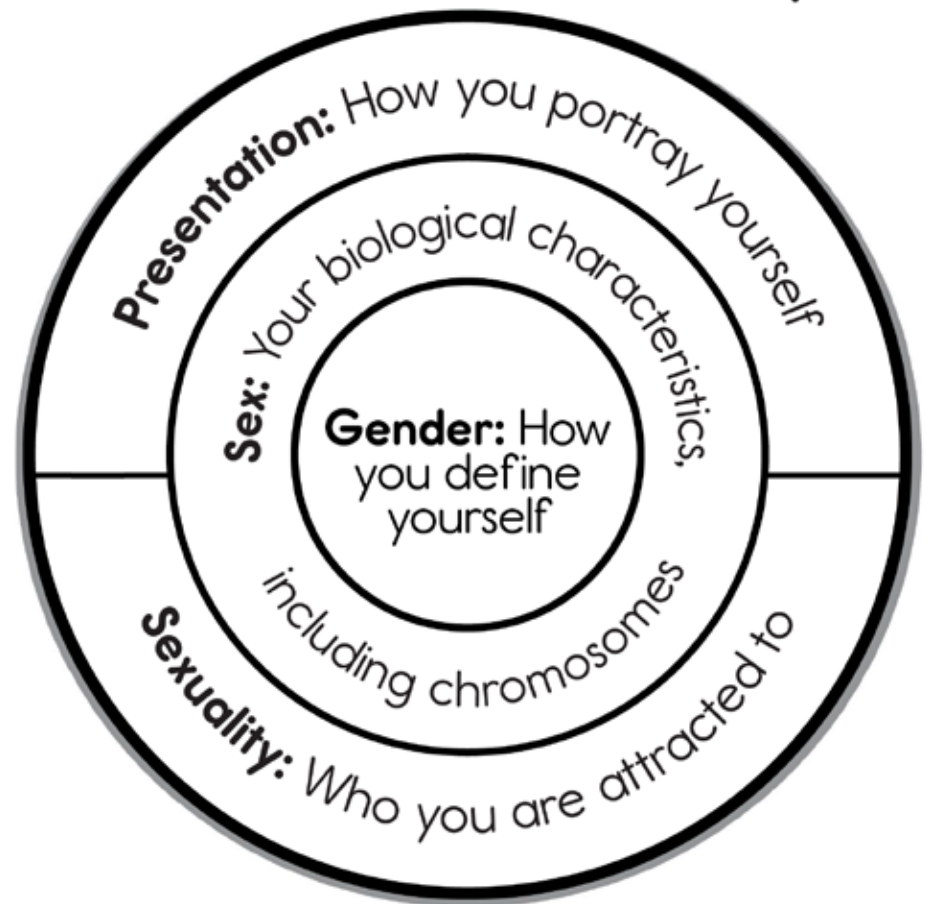 Presentation: How you portray yourself
Sex: Your biological characteristics,
including chromosomes
Gender: How
you define
yourself
Sexuality: Who you are attracted to